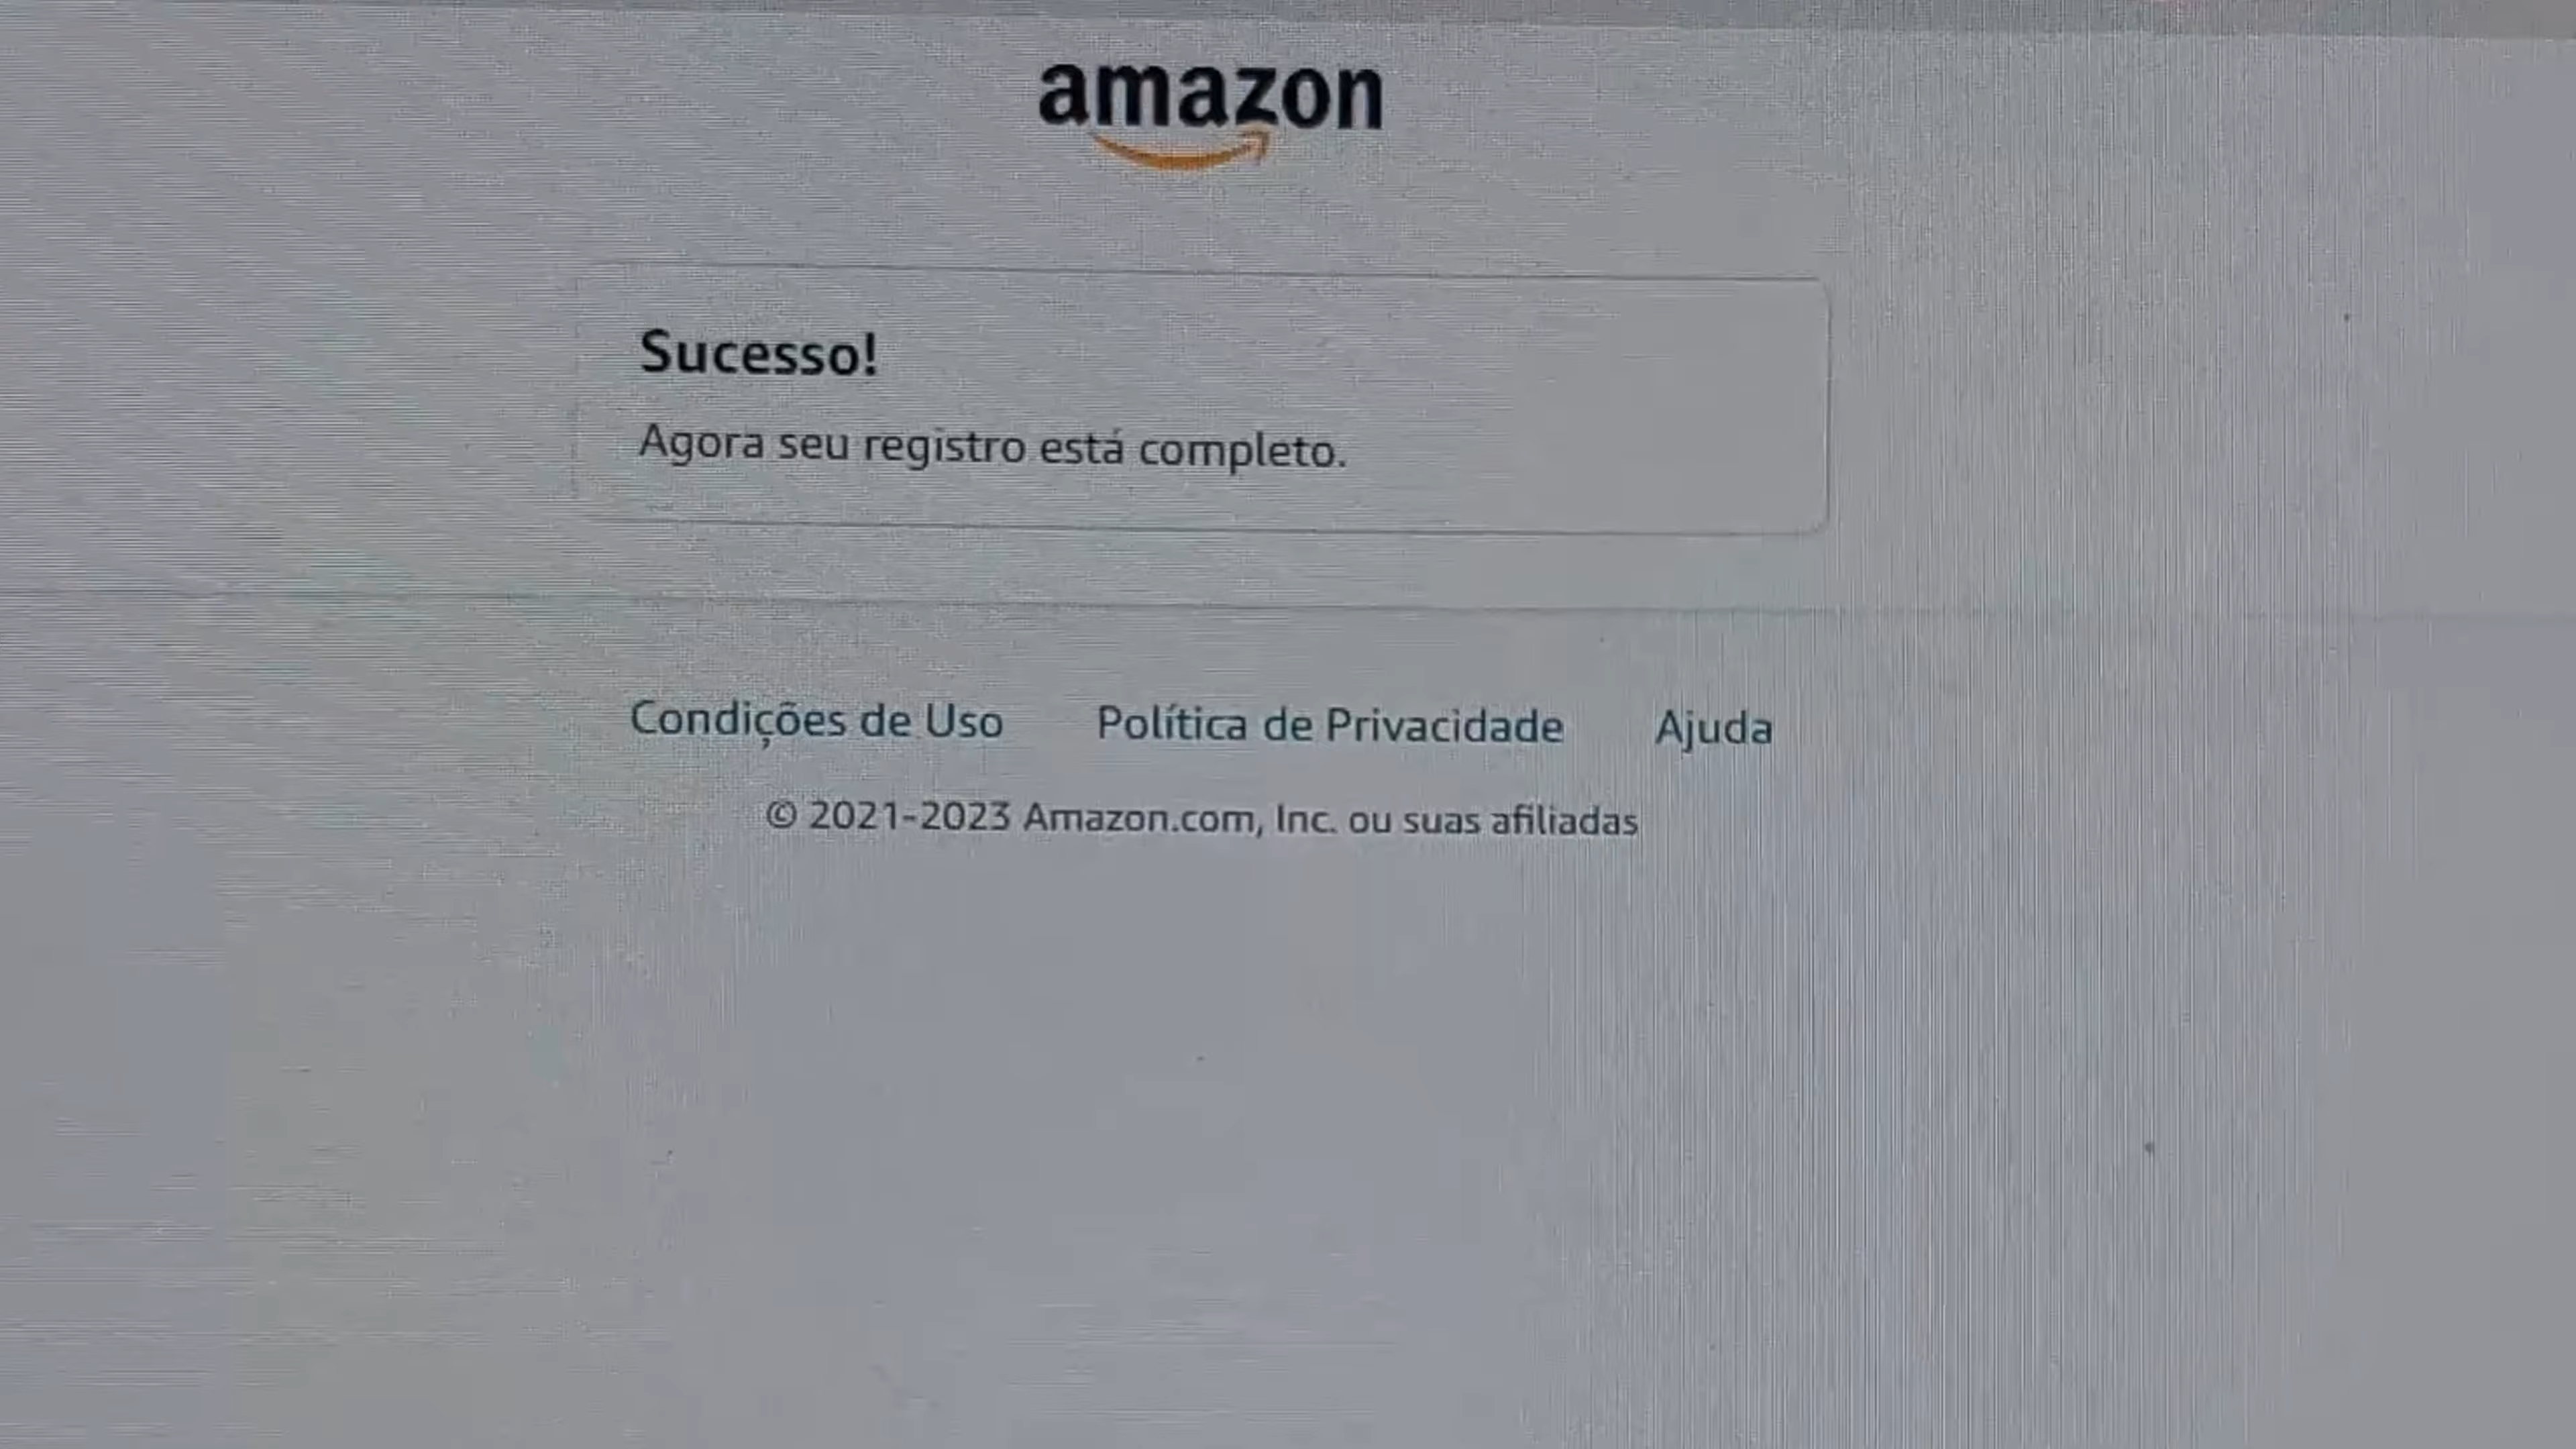 amazon
Sucesso!
Agora seu registro está completo.
Condições de Uso Política de Privacidade Ajuda
© 2021-2023 Amazon.com, Inc. ou suas afiliadas